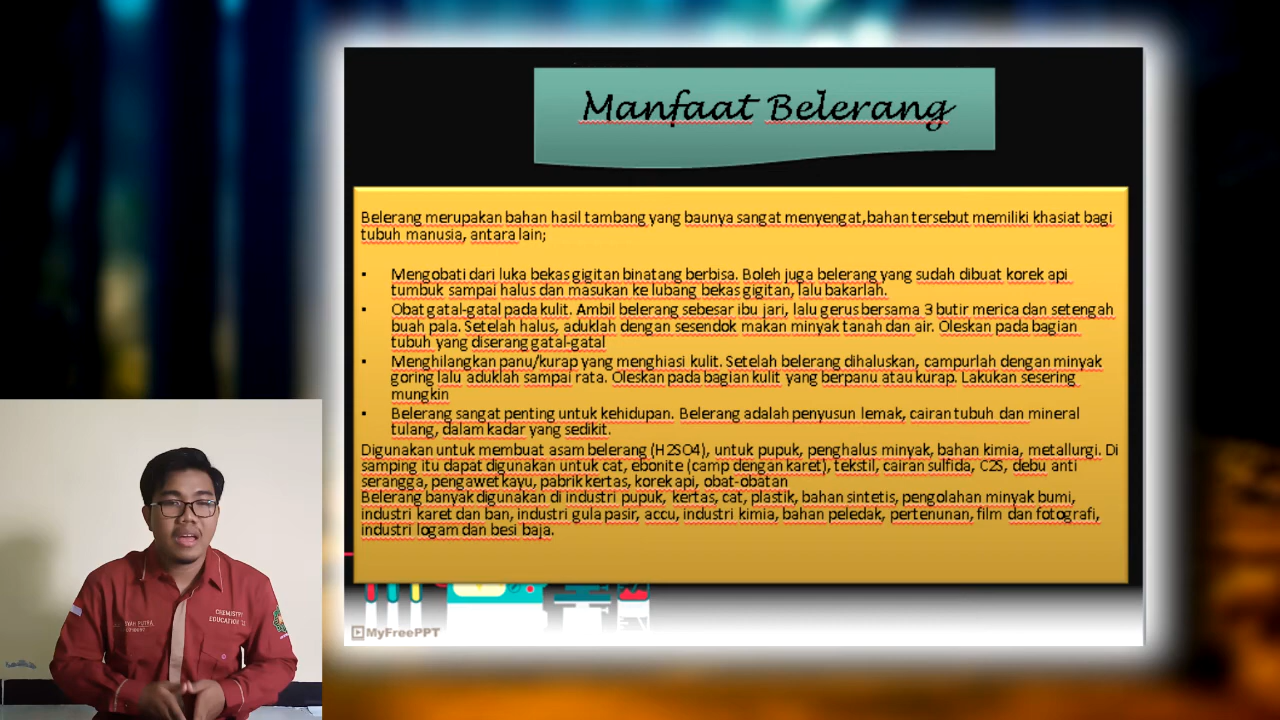 Manfaat Belerang
Belerang merupakan bahan hasil tambang yang baunya sangat menyengat,bahan tersebut memiliki khasiat bagi
tubuh manusia, antara lain;
• Mengobati dari luka bekas gigitan binatang berbisa. Boleh juga belerang yang sudah dibuat korek api
tumbuk sampai halus dan masukan ke lubang bekas gigitan, lalu bakarlah.
• Obat gatal-gatal pada kulit. Ambil belerang sebesar ibu jari, lalu gerus bersama 3 butir merica dan setengah
buah pala. Setelah halus, aduklah dengan sesendok makan minyak tanah dan air. Oleskan pada bagian
tubuh yang diserang gatal-gatal
• Menghilangkan panu/kurap yang menghiasi kulit. Setelah belerang dihaluskan, campurlah dengan minyak
goring lalu aduklah sampai rata. Oleskan pada bagian kulit yang berpanu atau kurap. Lakukan sesering
mungkin
• Belerang sangat penting untuk kehidupan. Belerang adalah penyusun lemak, cairan tubuh dan mineral
tulang, dalam kadar yang sedikit.
Digunakan untuk membuat asam belerang (H2SO4), untuk pupuk, penghalus minyak, bahan kimia, metallurgi. Di
samping itu dapat digunakan untuk cat, ebonite (camp dengan karet), tekstil, cairan sulfida, C2S, debu anti
serangga, pengawet kayu, pabrik kertas, korek api, obat-obatan
Belerang banyak digunakan di industri pupuk, kertas, cat, plastik, bahan sintetis, pengolahan minyak bumi,
industri karet dan ban, industri gula pasir, accu, industri kimia, bahan peledak, pertenunan, film dan fotografi,
industri logam dan besi baja.
MyFreePPT
CHEMISTRY
EDUCATION
PUTRA